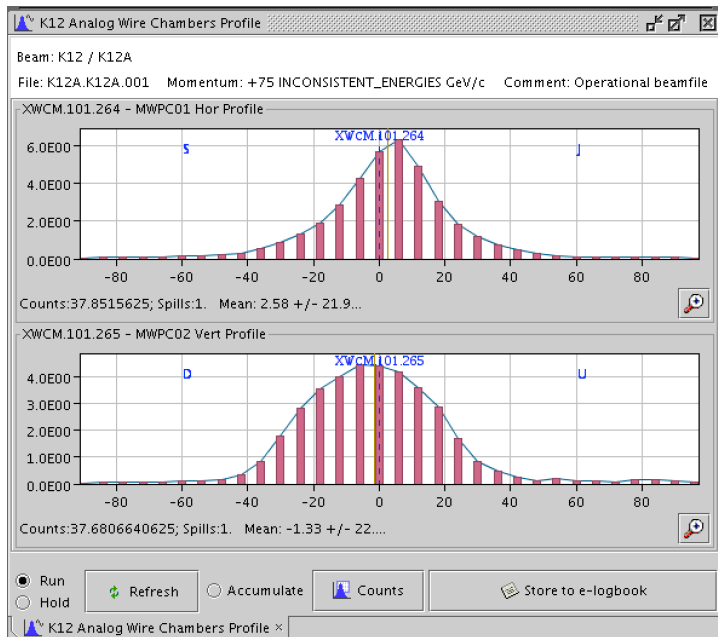 K12 Analog Wire Chambers Profile
Beam: K12 / K12A
File: K12A.K12A.001 Momentum: +75 INCONSISTENT_ENERGIES GeV/c Comment: Operational beamfile
XWCM.101.264 - MWPC01 Hor Profile
XWCM.101.264
S J
6.0E00
4.0E00
2.0E00
0.0E00
-80 -60 -40 -20 0 20 40 60 80
Counts:37.8515625; Spills:1. Mean: 2.58 +/- 21.9...
XWCM.101.265 - MWPC02 Vert Profile
XWCM.101.265
D U
4.0E00
3.0E00
2.0E00
1.0E00
0.0E00
-80 -60 -40 -20 0 20 40 60 80
Counts:37.6806640625; Spills:1. Mean: -1.33 +/- 22....
Run
Hold
Refresh
Accumulate
Counts
Store to e-logbook
K12 Analog Wire Chambers Profile ×